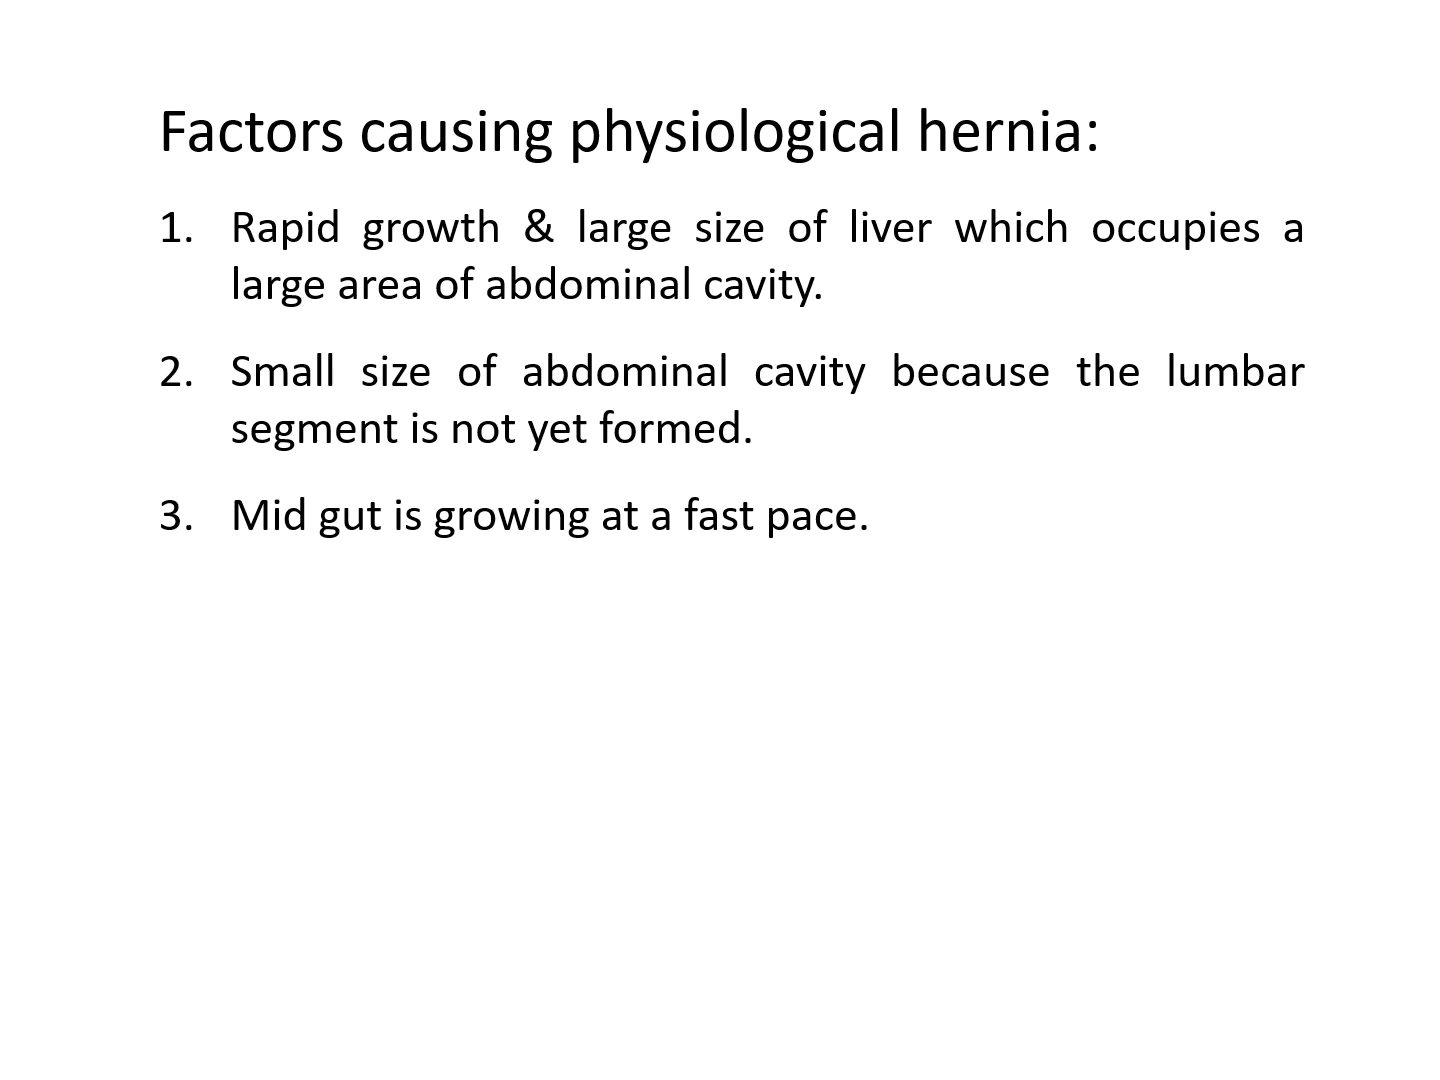 Factors causing physiological hernia:
1. Rapid growth & large size of liver which occupies a
large area of abdominal cavity.
2. Small size of abdominal cavity because the lumbar
segment is not yet formed.
3. Mid gut is growing at a fast pace.